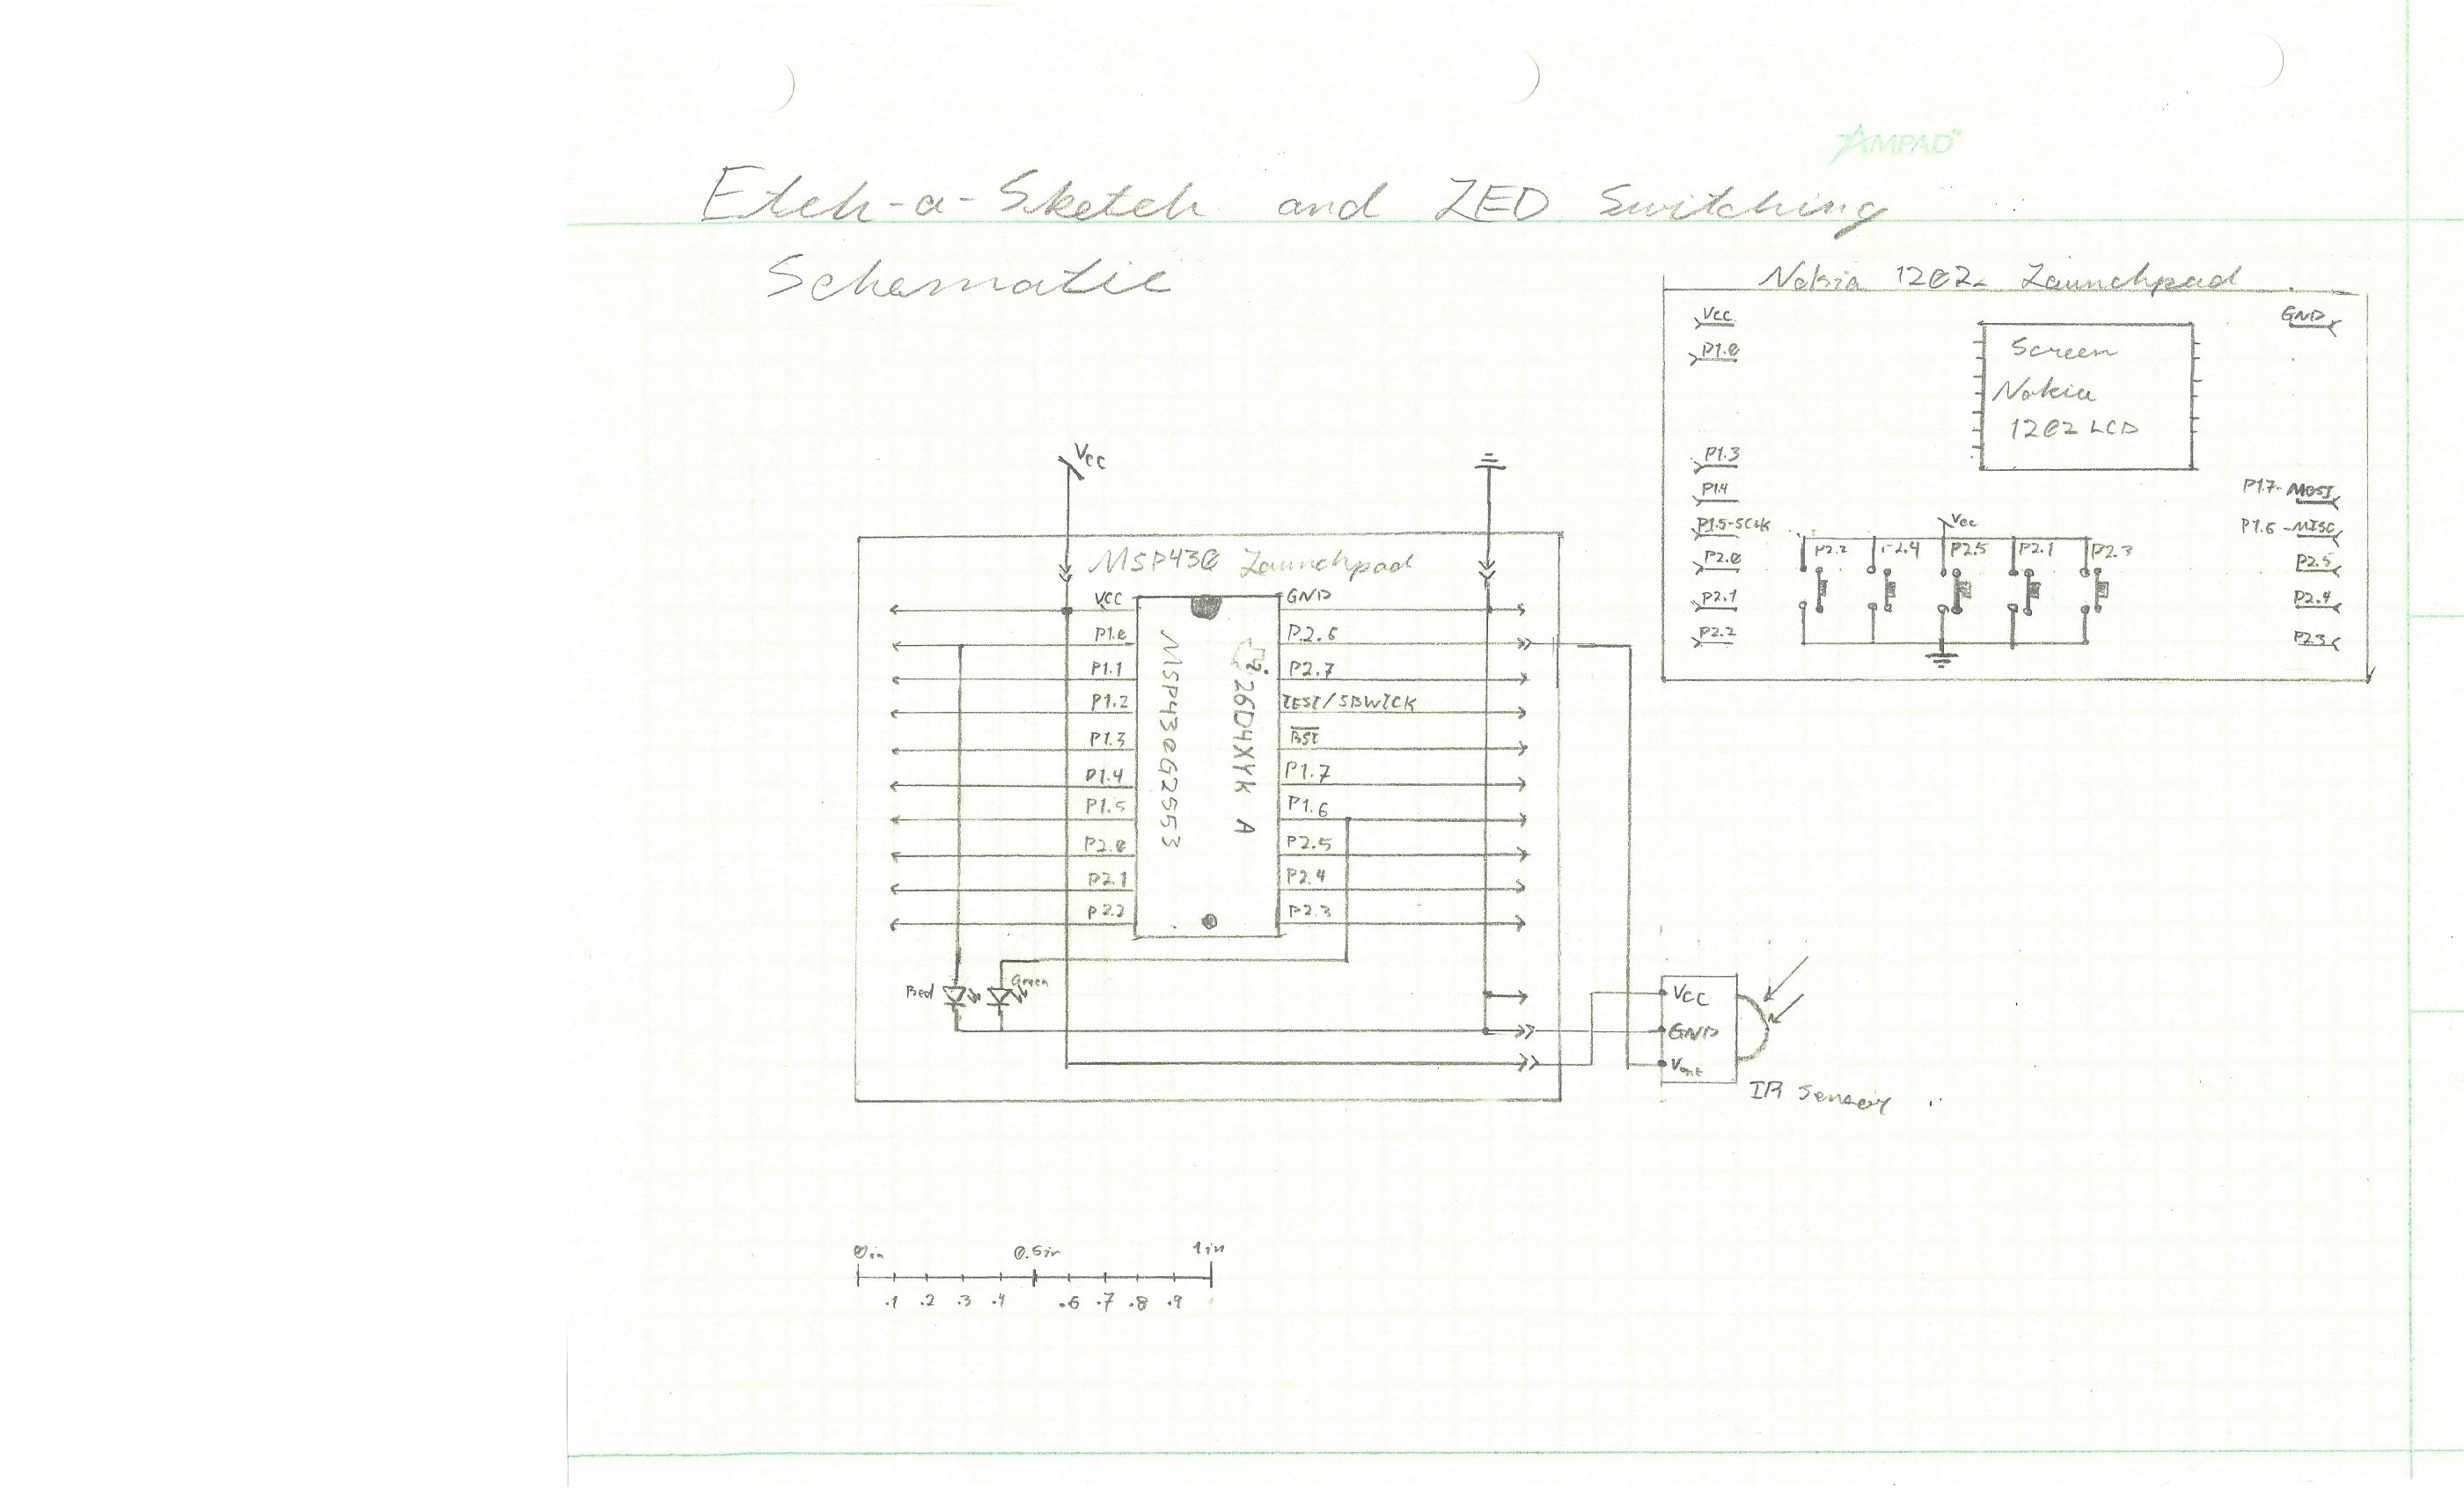 AMPAD
Etch-a-Sketch and LED Switching
Schematic
Nokia 1202 Launchpad
Vcc
GND
P1.0
Screen
Nokia
1202 LCD
P1.3
P1.4
P1.7-MOSI
P1.5-SCLK
P1.6-MISO
P2.0
P2.5
P2.1
P2.4
P2.2
P2.3
Vcc
P2.2 P2.4 P2.5 P2.1 P2.3
Vcc
MSP430 Launchpad
VCC GND
P1.0 P2.6
P1.1 P2.7
P1.2 TEST/SBWTCK
P1.3 RST
P1.4 P1.7
P1.5 P1.6
P2.0 P2.5
P2.1 P2.4
P2.2 P2.3
MSP430G2553
26D4XYK A
Red Green
Vcc
GND
Vout
IR Sensor
0in 0.5in 1in
.1 .2 .3 .4 .6 .7 .8 .9